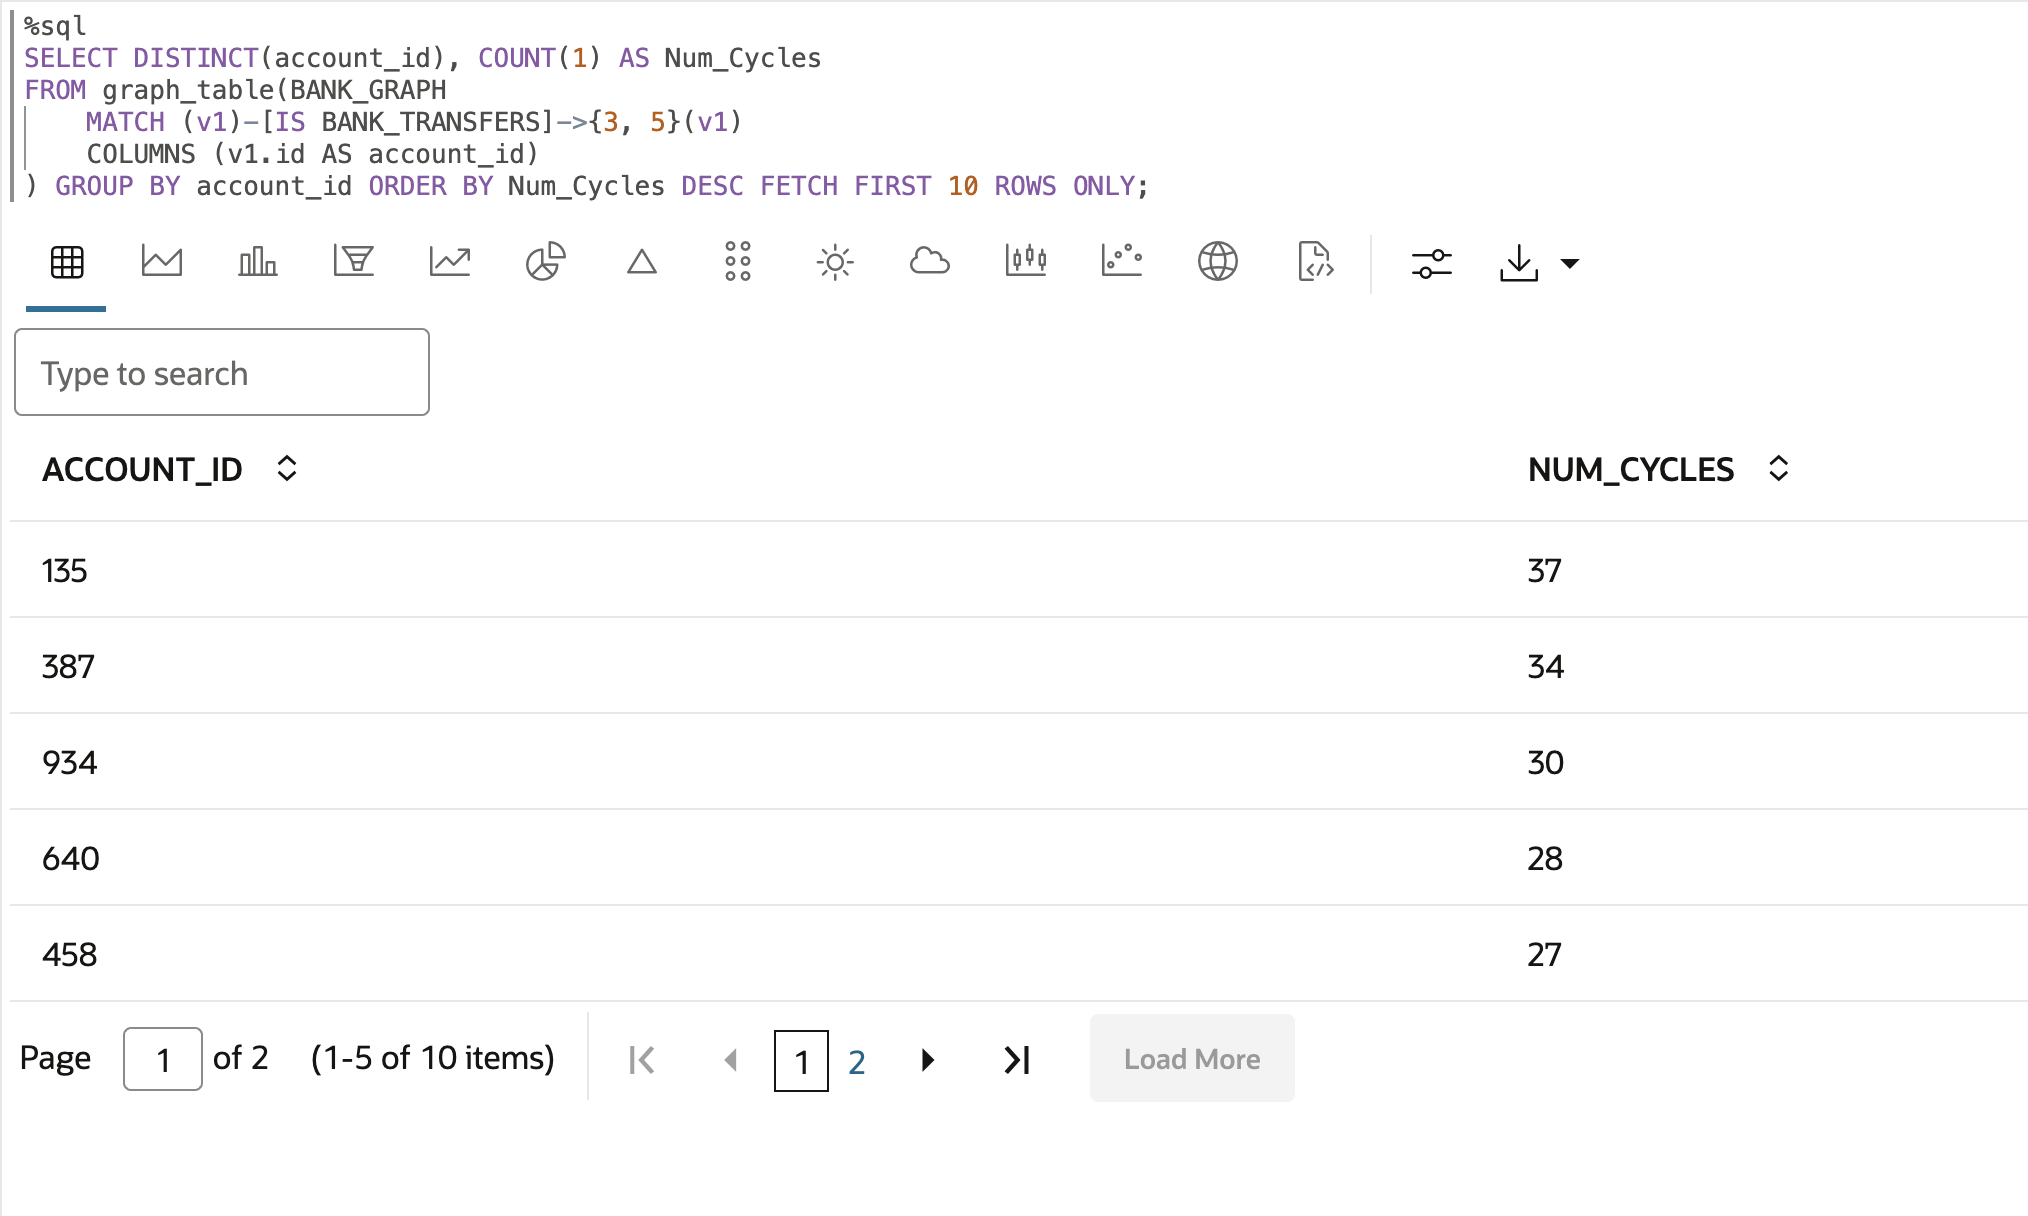 %sql
SELECT DISTINCT(account_id), COUNT(1) AS Num_Cycles
FROM graph_table(BANK_GRAPH
    MATCH (v1)-[IS BANK_TRANSFERS]->{3, 5}(v1)
    COLUMNS (v1.id AS account_id)
) GROUP BY account_id ORDER BY Num_Cycles DESC FETCH FIRST 10 ROWS ONLY;
Type to search
ACCOUNT_ID NUM_CYCLES
135 37
387 34
934 30
640 28
458 27
Page 1 of 2 (1-5 of 10 items) 1 2 Load More